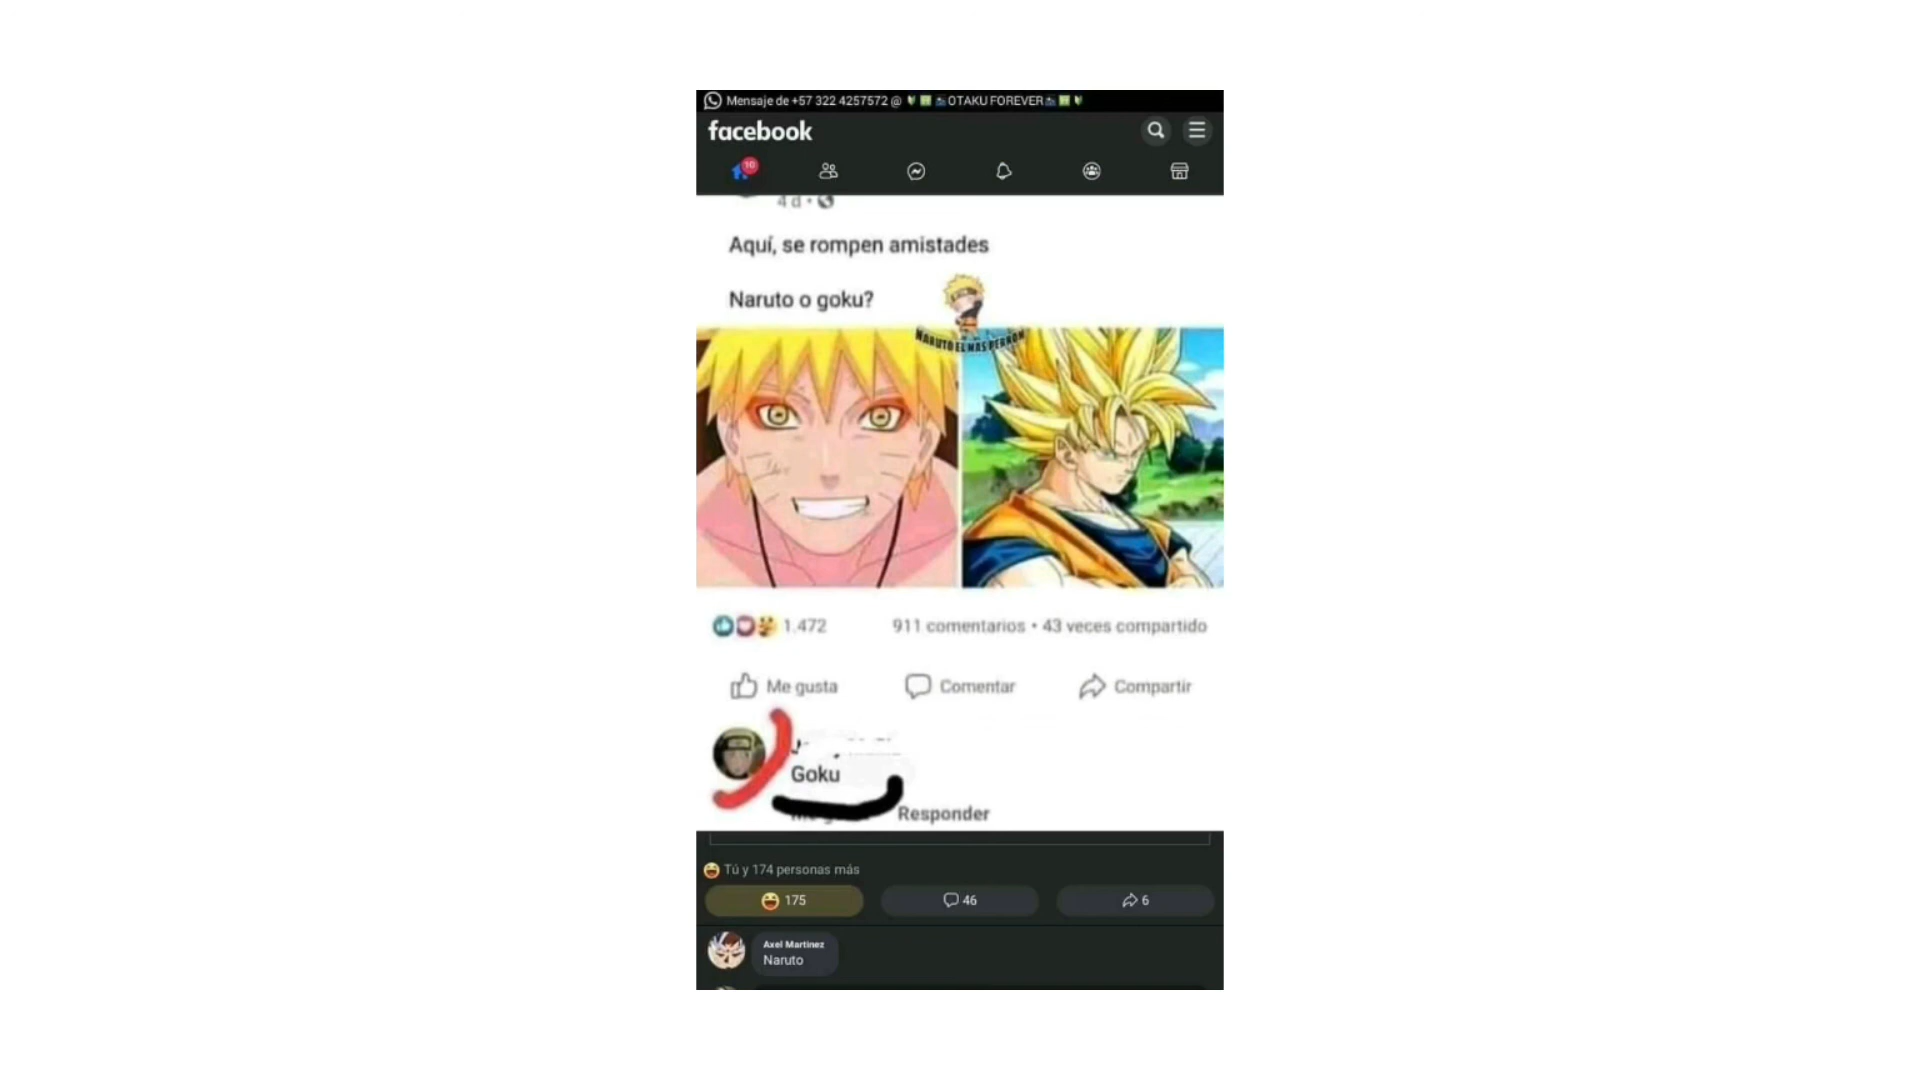 Mensaje de +57 322 4257572 @ 🔰 OTAKU FOREVER 🔰
facebook
10
4 d
Aquí, se rompen amistades
Naruto o goku?
NARUTO EL MAS PERRON
1.472 911 comentarios • 43 veces compartido
Me gusta Comentar Compartir
Goku
Responder
Tú y 174 personas más
175 46 6
Axel Martinez
Naruto